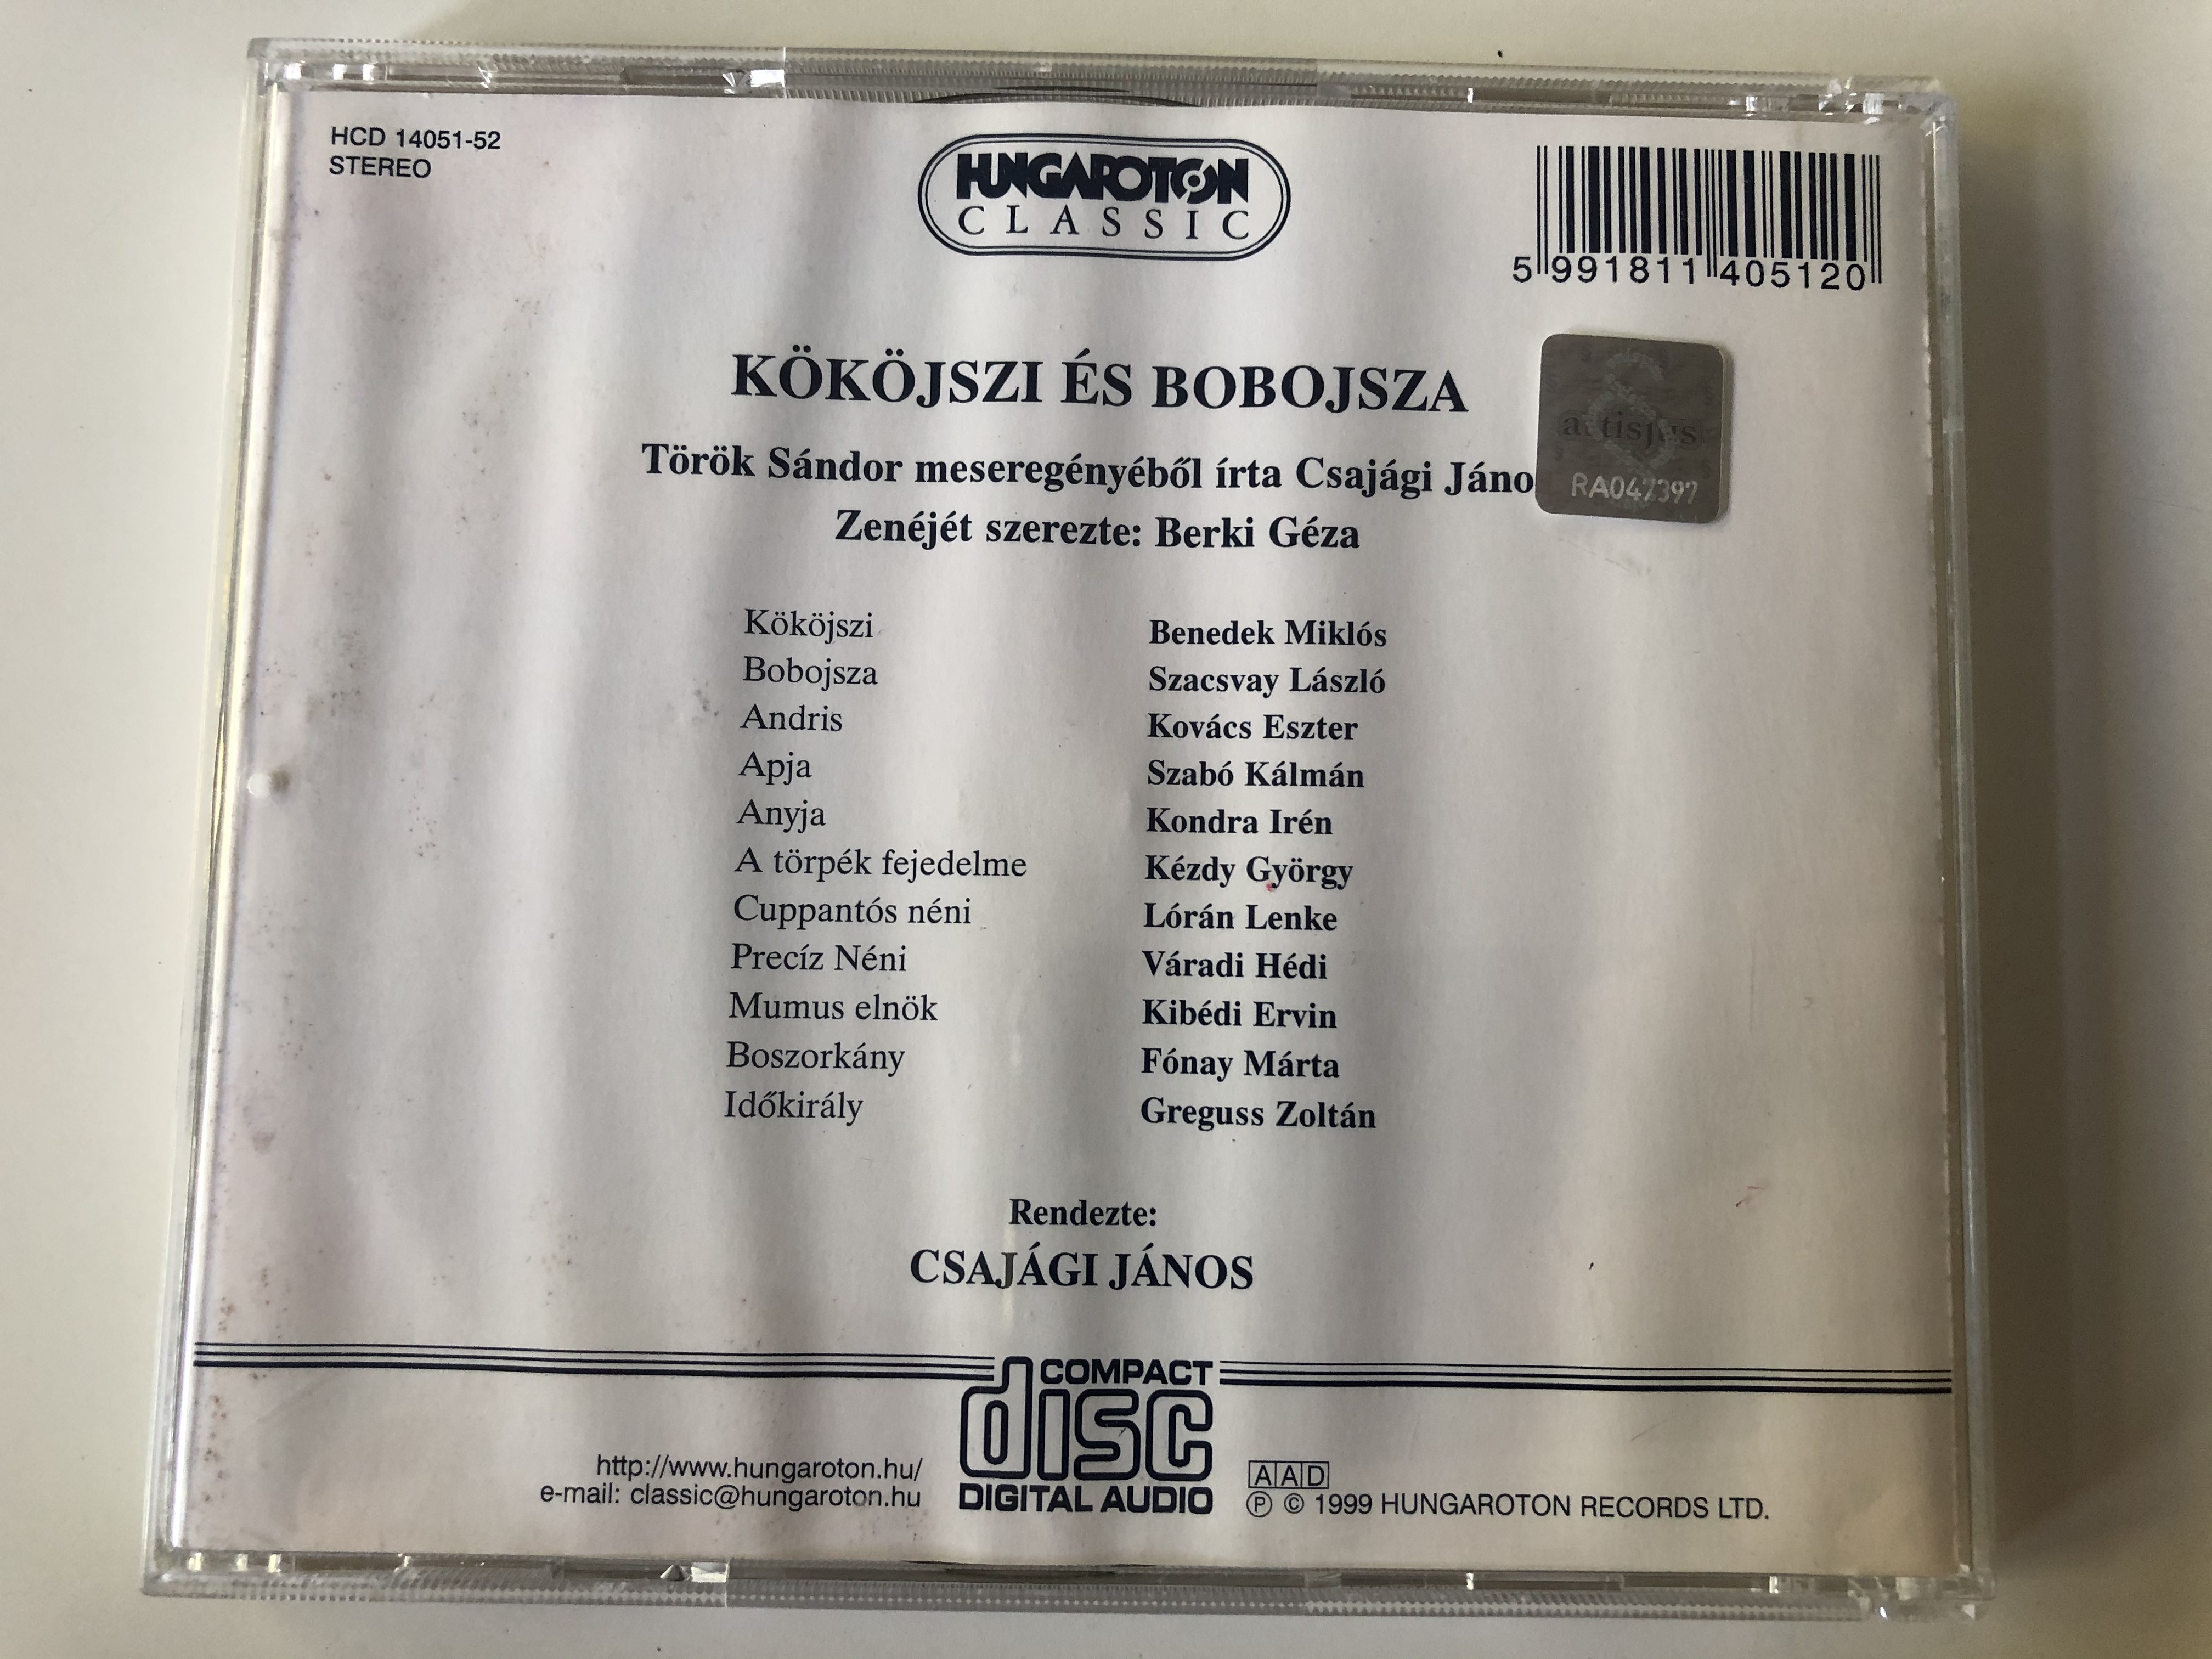 HCD 14051-52
STEREO
HUNGAROTON
CLASSIC
5 991811 405120
KÖKÖJSZI ÉS BOBOJSZA
Török Sándor meseregényéből írta Csajági Jáno
artisjus
RA047397
Zenéjét szerezte: Berki Géza
Kököjszi Benedek Miklós
Bobojsza Szacsvay László
Andris Kovács Eszter
Apja Szabó Kálmán
Anyja Kondra Irén
A törpék fejedelme Kézdy György
Cuppantós néni Lórán Lenke
Precíz Néni Váradi Hédi
Mumus elnök Kibédi Ervin
Boszorkány Fónay Márta
Időkirály Greguss Zoltán
Rendezte:
CSAJÁGI JÁNOS
COMPACT
disc
DIGITAL AUDIO
http://www.hungaroton.hu/
e-mail: classic@hungaroton.hu
AAD
Ⓟ © 1999 HUNGAROTON RECORDS LTD.